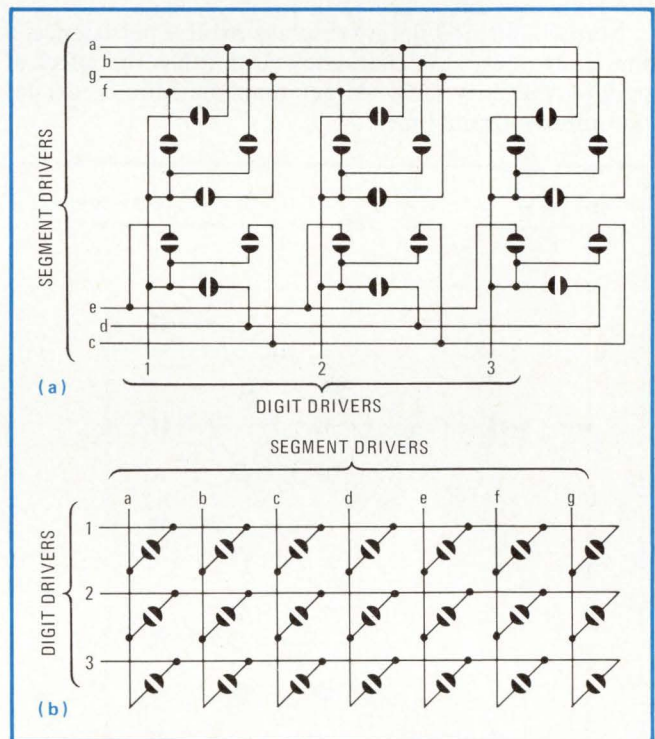 a
b
g
f
SEGMENT DRIVERS
e
d
c
1 2 3
(a)
DIGIT DRIVERS
SEGMENT DRIVERS
a b c d e f g
1
2
3
DIGIT DRIVERS
(b)